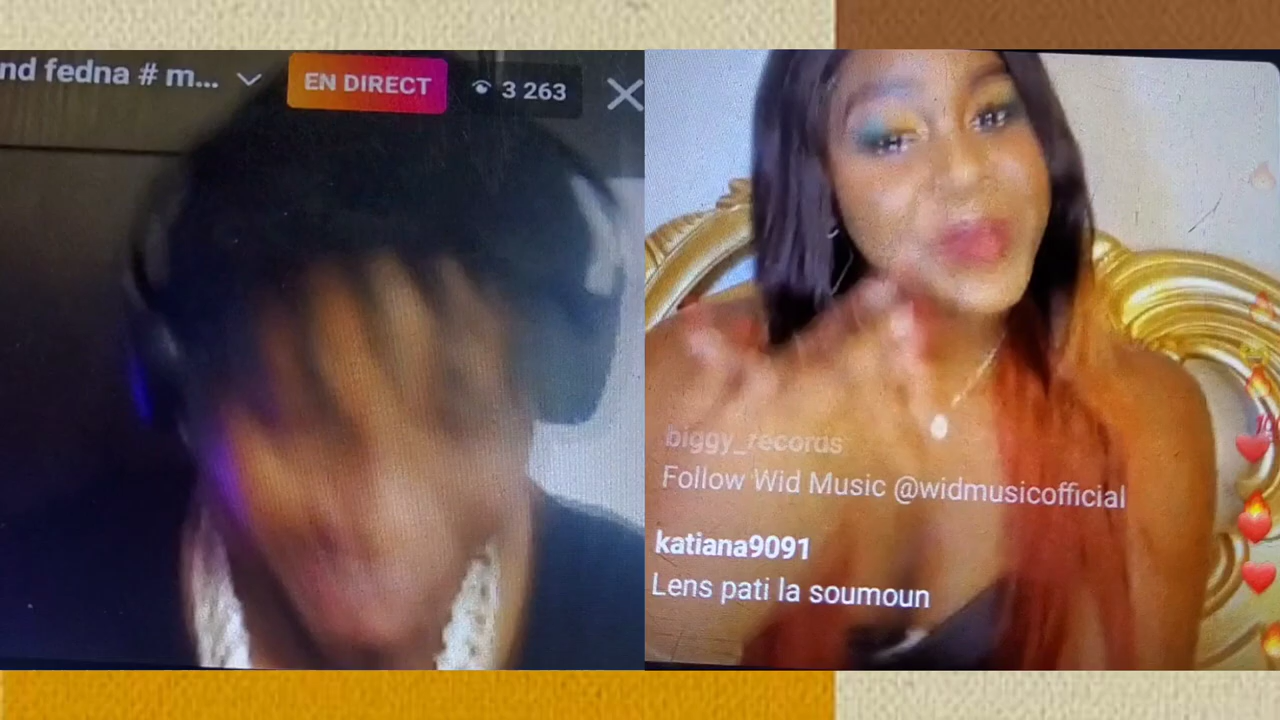 nd fedna # m...
EN DIRECT
3 263
biggy_records
Follow Wid Music @widmusicofficial
katiana9091
Lens pati la soumoun